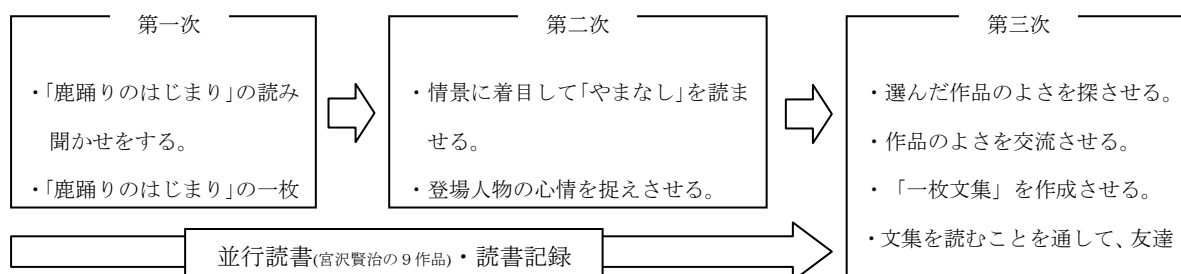 第一次
・「鹿踊りのはじまり」の読み
聞かせをする。
・「鹿踊りのはじまり」の一枚
第二次
・情景に着目して「やまなし」を読ま
せる。
・登場人物の心情を捉えさせる。
第三次
・選んだ作品のよさを探させる。
・作品のよさを交流させる。
・「一枚文集」を作成させる。
・文集を読むことを通して、友達
並行読書(宮沢賢治の9作品)・読書記録